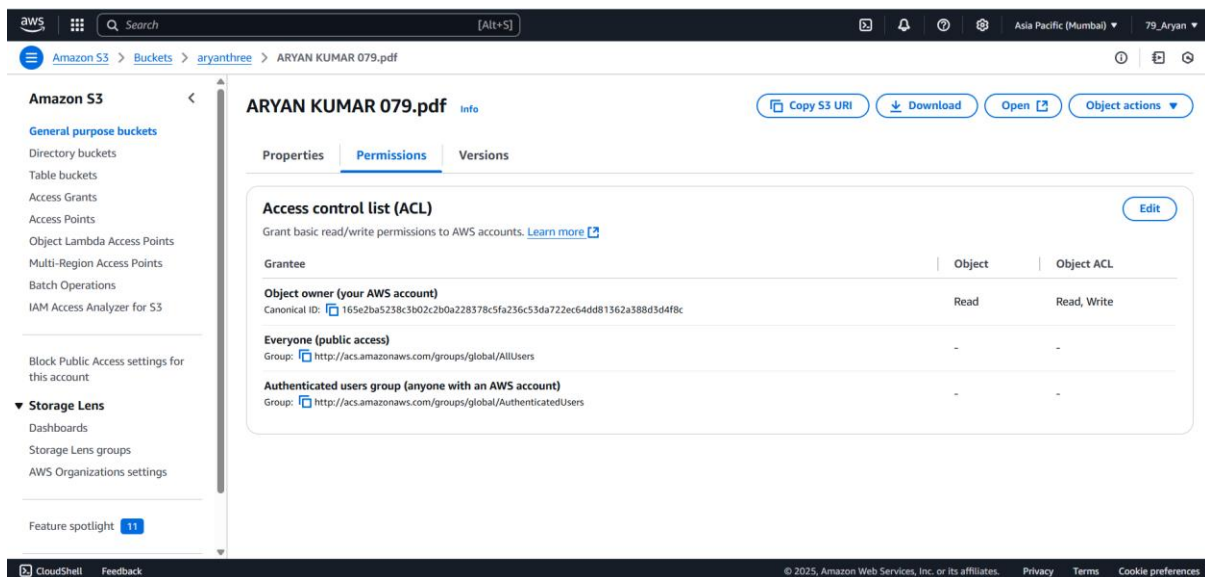 aws
Search [Alt+S] Asia Pacific (Mumbai) ▼ 79_Aryan ▼
Amazon S3 > Buckets > aryanthree > ARYAN KUMAR 079.pdf
Amazon S3
General purpose buckets
Directory buckets
Table buckets
Access Grants
Access Points
Object Lambda Access Points
Multi-Region Access Points
Batch Operations
IAM Access Analyzer for S3
Block Public Access settings for
this account
▼ Storage Lens
Dashboards
Storage Lens groups
AWS Organizations settings
Feature spotlight 11
ARYAN KUMAR 079.pdf Info
Copy S3 URI Download Open Object actions ▼
Properties Permissions Versions
Access control list (ACL)
Edit
Grant basic read/write permissions to AWS accounts. Learn more
Grantee Object Object ACL
Object owner (your AWS account)
Canonical ID: 165e2ba5238c3b02c2b0a228378c5fa236c53da722ec64dd81362a388d3d4f8c
Read Read, Write
Everyone (public access)
Group: http://acs.amazonaws.com/groups/global/AllUsers
- -
Authenticated users group (anyone with an AWS account)
Group: http://acs.amazonaws.com/groups/global/AuthenticatedUsers
- -
CloudShell Feedback © 2025, Amazon Web Services, Inc. or its affiliates. Privacy Terms Cookie preferences